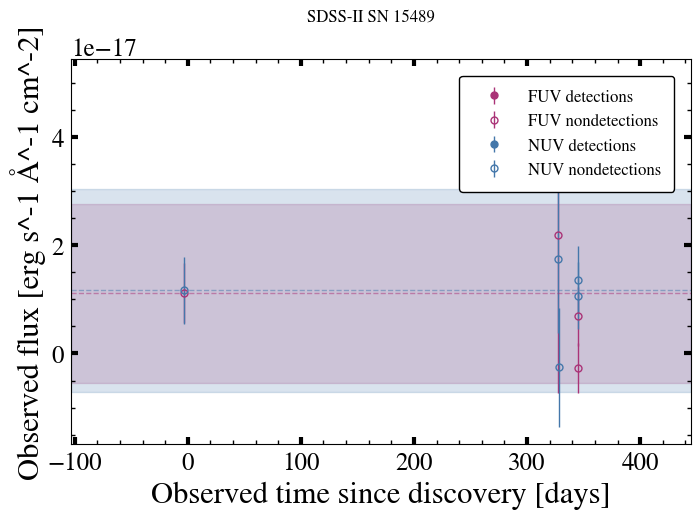 SDSS-II SN 15489
1e−17
FUV detections
FUV nondetections
NUV detections
NUV nondetections
4
2
0
Observed flux [erg s^-1 Å^-1 cm^-2]
−100 0 100 200 300 400
Observed time since discovery [days]